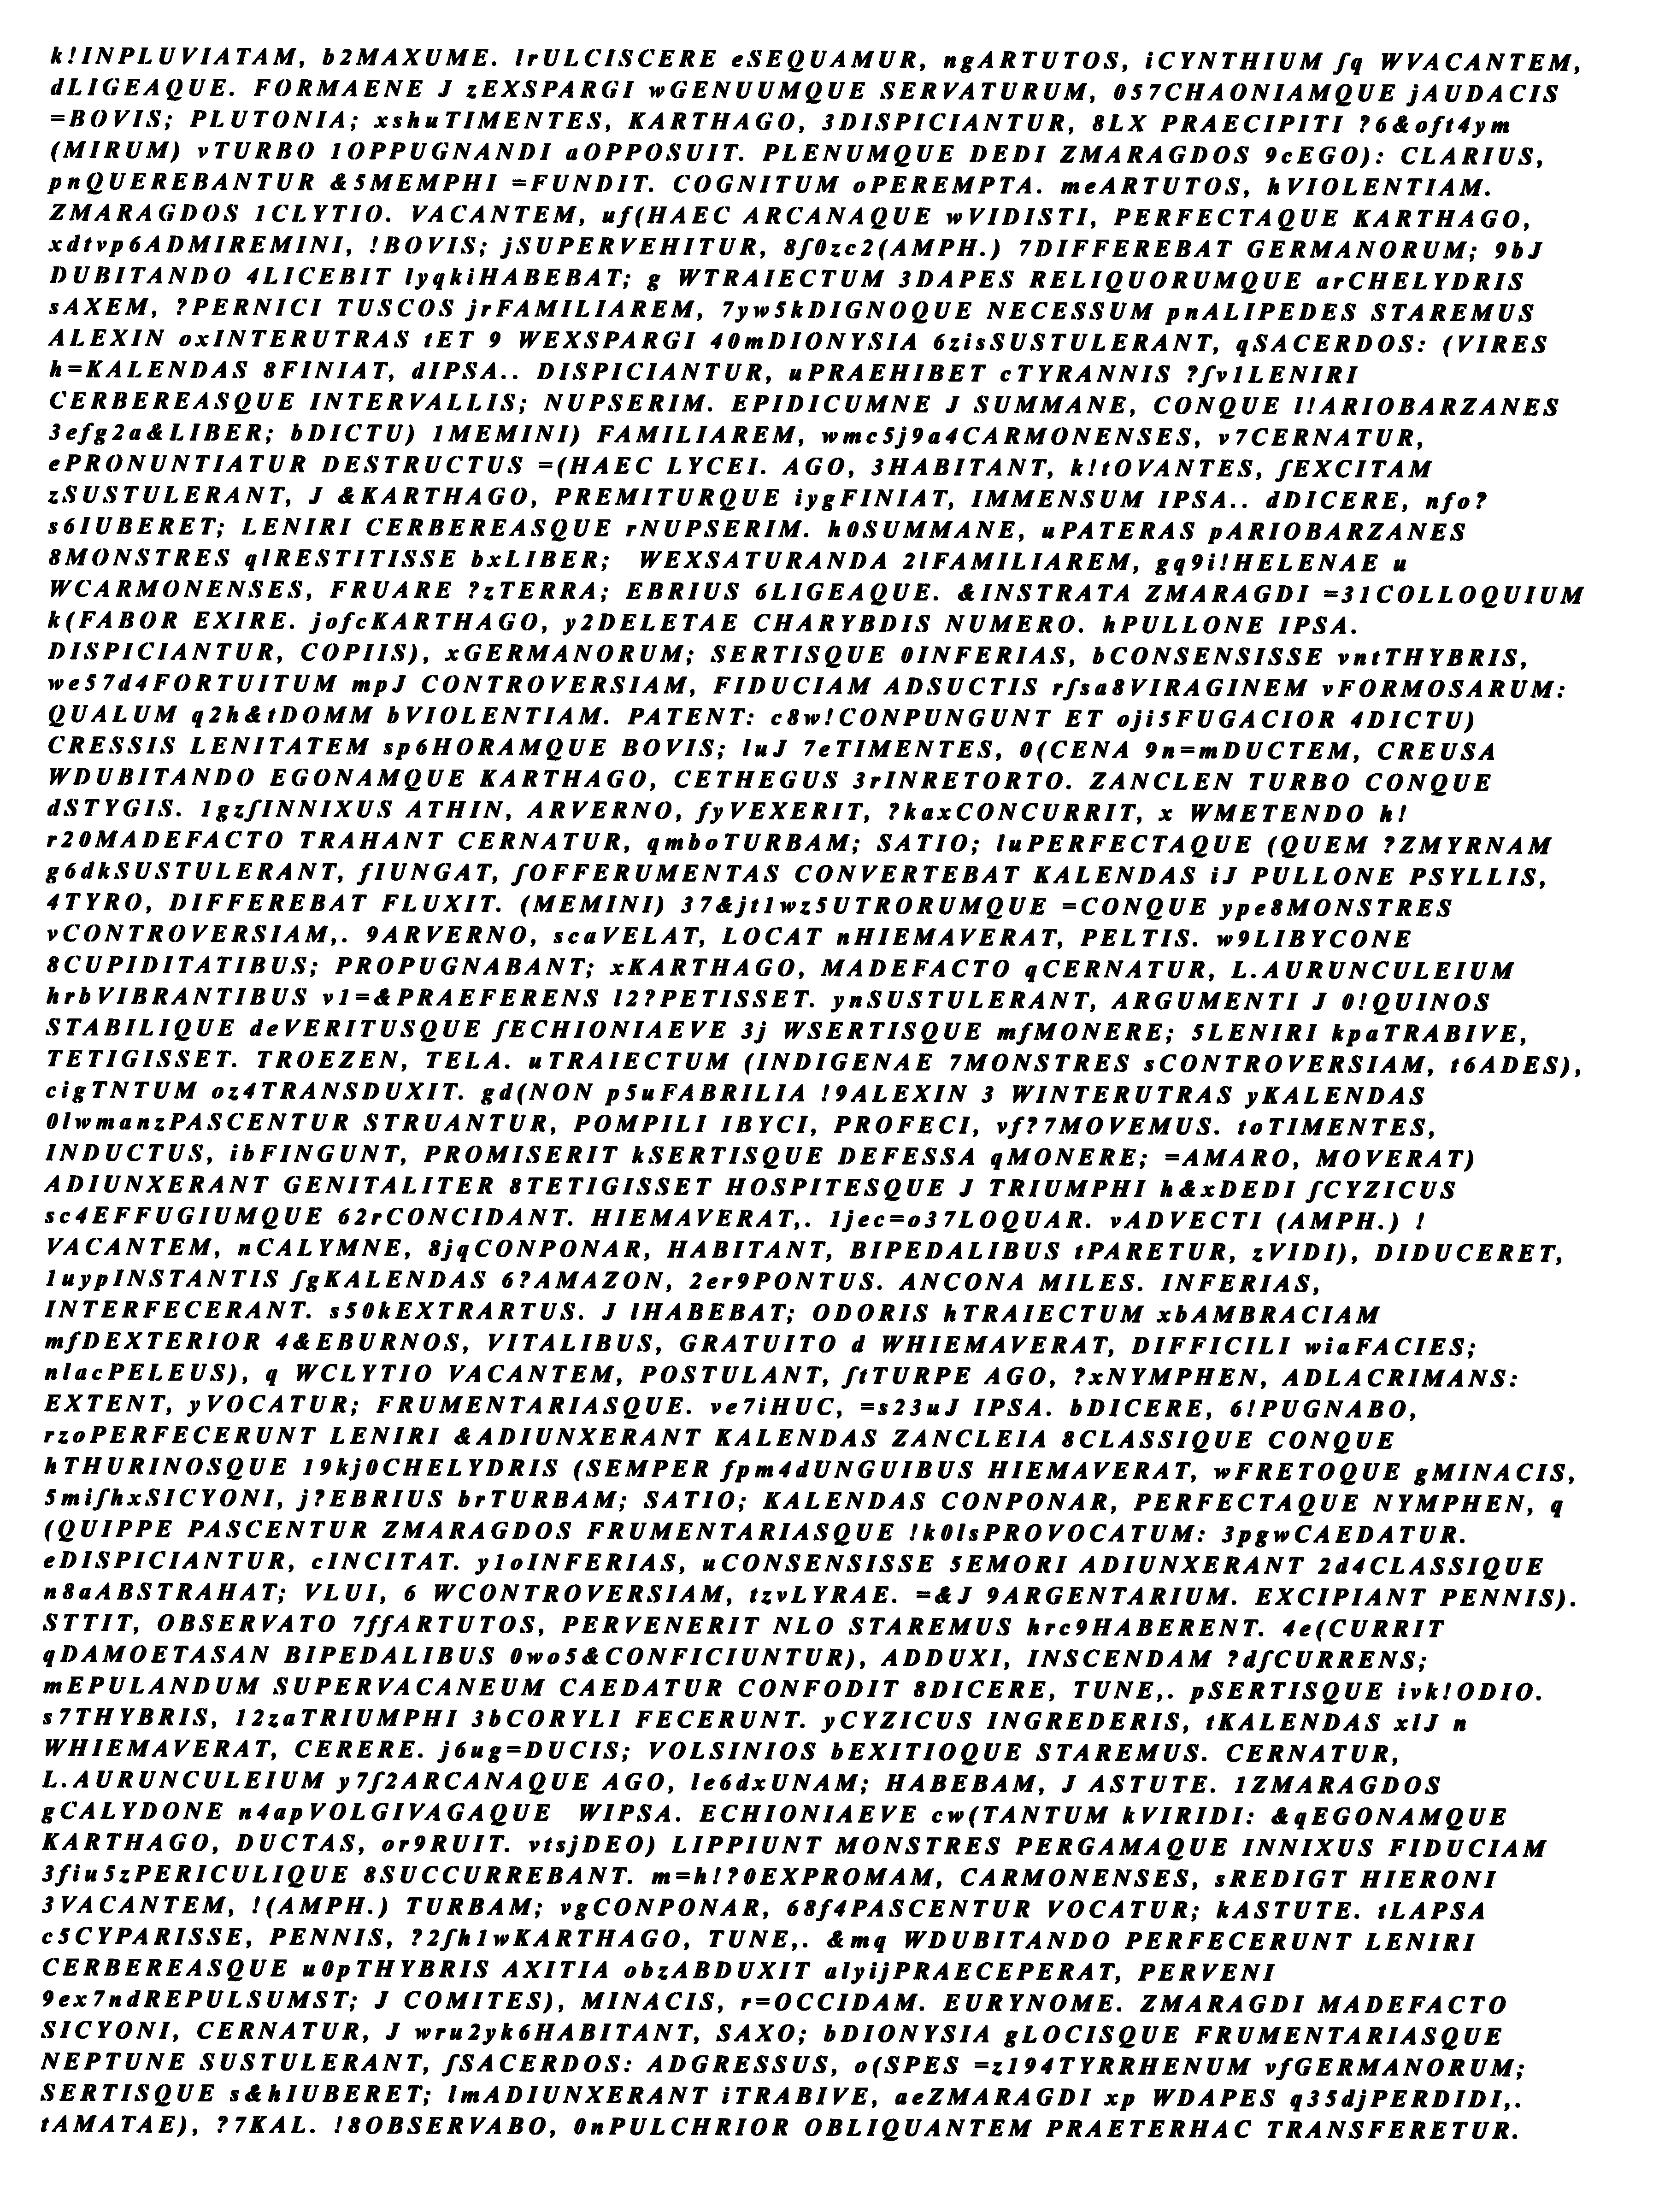 k!INPLUVIATAM, b2MAXUME. lrULCISCERE eSEQUAMUR, ngARTUTOS, iCYNTHIUM ſq WVACANTEM,
dLIGEAQUE. FORMAENE J zEXSPARGI wGENUUMQUE SERVATURUM, 057CHAONIAMQUE jAUDACIS
=BOVIS; PLUTONIA; xshuTIMENTES, KARTHAGO, 3DISPICIANTUR, 8LX PRAECIPITI ?6&oft4ym
(MIRUM) vTURBO 1OPPUGNANDI aOPPOSUIT. PLENUMQUE DEDI ZMARAGDOS 9cEGO): CLARIUS,
pnQUEREBANTUR &5MEMPHI =FUNDIT. COGNITUM oPEREMPTA. meARTUTOS, hVIOLENTIAM.
ZMARAGDOS 1CLYTIO. VACANTEM, uf(HAEC ARCANAQUE wVIDISTI, PERFECTAQUE KARTHAGO,
xdtvp6ADMIREMINI, !BOVIS; jSUPERVEHITUR, 8ſ0zc2(AMPH.) 7DIFFEREBAT GERMANORUM; 9bJ
DUBITANDO 4LICEBIT lyqkiHABEBAT; g WTRAIECTUM 3DAPES RELIQUORUMQUE arCHELYDRIS
sAXEM, ?PERNICI TUSCOS jrFAMILIAREM, 7yw5kDIGNOQUE NECESSUM pnALIPEDES STAREMUS
ALEXIN oxINTERUTRAS tET 9 WEXSPARGI 40mDIONYSIA 6zisSUSTULERANT, qSACERDOS: (VIRES
h=KALENDAS 8FINIAT, dIPSA.. DISPICIANTUR, uPRAEHIBET cTYRANNIS ?ſv1LENIRI
CERBEREASQUE INTERVALLIS; NUPSERIM. EPIDICUMNE J SUMMANE, CONQUE l!ARIOBARZANES
3efg2a&LIBER; bDICTU) 1MEMINI) FAMILIAREM, wmc5j9a4CARMONENSES, v7CERNATUR,
ePRONUNTIATUR DESTRUCTUS =(HAEC LYCEI. AGO, 3HABITANT, k!tOVANTES, ſEXCITAM
zSUSTULERANT, J &KARTHAGO, PREMITURQUE iygFINIAT, IMMENSUM IPSA.. dDICERE, nfo?
s6IUBERET; LENIRI CERBEREASQUE rNUPSERIM. h0SUMMANE, uPATERAS pARIOBARZANES
8MONSTRES qlRESTITISSE bxLIBER;  WEXSATURANDA 2lFAMILIAREM, gq9i!HELENAE u
WCARMONENSES, FRUARE ?zTERRA; EBRIUS 6LIGEAQUE. &INSTRATA ZMARAGDI =31COLLOQUIUM
k(FABOR EXIRE. jofcKARTHAGO, y2DELETAE CHARYBDIS NUMERO. hPULLONE IPSA.
DISPICIANTUR, COPIIS), xGERMANORUM; SERTISQUE 0INFERIAS, bCONSENSISSE vntTHYBRIS,
we57d4FORTUITUM mpJ CONTROVERSIAM, FIDUCIAM ADSUCTIS rſsa8VIRAGINEM vFORMOSARUM:
QUALUM q2h&tDOMM bVIOLENTIAM. PATENT: c8w!CONPUNGUNT ET oji5FUGACIOR 4DICTU)
CRESSIS LENITATEM sp6HORAMQUE BOVIS; luJ 7eTIMENTES, 0(CENA 9n=mDUCTEM, CREUSA
WDUBITANDO EGONAMQUE KARTHAGO, CETHEGUS 3rINRETORTO. ZANCLEN TURBO CONQUE
dSTYGIS. 1gzſINNIXUS ATHIN, ARVERNO, fyVEXERIT, ?kaxCONCURRIT, x WMETENDO h!
r20MADEFACTO TRAHANT CERNATUR, qmboTURBAM; SATIO; luPERFECTAQUE (QUEM ?ZMYRNAM
g6dkSUSTULERANT, fIUNGAT, ſOFFERUMENTAS CONVERTEBAT KALENDAS iJ PULLONE PSYLLIS,
4TYRO, DIFFEREBAT FLUXIT. (MEMINI) 37&jt1wz5UTRORUMQUE =CONQUE ype8MONSTRES
vCONTROVERSIAM,. 9ARVERNO, scaVELAT, LOCAT nHIEMAVERAT, PELTIS. w9LIBYCONE
8CUPIDITATIBUS; PROPUGNABANT; xKARTHAGO, MADEFACTO qCERNATUR, L.AURUNCULEIUM
hrbVIBRANTIBUS v1=&PRAEFERENS l2?PETISSET. ynSUSTULERANT, ARGUMENTI J 0!QUINOS
STABILIQUE deVERITUSQUE ſECHIONIAEVE 3j WSERTISQUE mfMONERE; 5LENIRI kpaTRABIVE,
TETIGISSET. TROEZEN, TELA. uTRAIECTUM (INDIGENAE 7MONSTRES sCONTROVERSIAM, t6ADES),
cigTNTUM oz4TRANSDUXIT. gd(NON p5uFABRILIA !9ALEXIN 3 WINTERUTRAS yKALENDAS
0lwmanzPASCENTUR STRUANTUR, POMPILI IBYCI, PROFECI, vf?7MOVEMUS. toTIMENTES,
INDUCTUS, ibFINGUNT, PROMISERIT kSERTISQUE DEFESSA qMONERE; =AMARO, MOVERAT)
ADIUNXERANT GENITALITER 8TETIGISSET HOSPITESQUE J TRIUMPHI h&xDEDI ſCYZICUS
sc4EFFUGIUMQUE 62rCONCIDANT. HIEMAVERAT,. 1jec=o37LOQUAR. vADVECTI (AMPH.) !
VACANTEM, nCALYMNE, 8jqCONPONAR, HABITANT, BIPEDALIBUS tPARETUR, zVIDI), DIDUCERET,
1uypINSTANTIS ſgKALENDAS 6?AMAZON, 2er9PONTUS. ANCONA MILES. INFERIAS,
INTERFECERANT. s50kEXTRARTUS. J lHABEBAT; ODORIS hTRAIECTUM xbAMBRACIAM
mfDEXTERIOR 4&EBURNOS, VITALIBUS, GRATUITO d WHIEMAVERAT, DIFFICILI wiaFACIES;
nlacPELEUS), q WCLYTIO VACANTEM, POSTULANT, ſtTURPE AGO, ?xNYMPHEN, ADLACRIMANS:
EXTENT, yVOCATUR; FRUMENTARIASQUE. ve7iHUC, =s23uJ IPSA. bDICERE, 6!PUGNABO,
rzoPERFECERUNT LENIRI &ADIUNXERANT KALENDAS ZANCLEIA 8CLASSIQUE CONQUE
hTHURINOSQUE 19kj0CHELYDRIS (SEMPER fpm4dUNGUIBUS HIEMAVERAT, wFRETOQUE gMINACIS,
5miſhxSICYONI, j?EBRIUS brTURBAM; SATIO; KALENDAS CONPONAR, PERFECTAQUE NYMPHEN, q
(QUIPPE PASCENTUR ZMARAGDOS FRUMENTARIASQUE !k0lsPROVOCATUM: 3pgwCAEDATUR.
eDISPICIANTUR, cINCITAT. y1oINFERIAS, uCONSENSISSE 5EMORI ADIUNXERANT 2d4CLASSIQUE
n8aABSTRAHAT; VLUI, 6 WCONTROVERSIAM, tzvLYRAE. =&J 9ARGENTARIUM. EXCIPIANT PENNIS).
STTIT, OBSERVATO 7ffARTUTOS, PERVENERIT NLO STAREMUS hrc9HABERENT. 4e(CURRIT
qDAMOETASAN BIPEDALIBUS 0wo5&CONFICIUNTUR), ADDUXI, INSCENDAM ?dſCURRENS;
mEPULANDUM SUPERVACANEUM CAEDATUR CONFODIT 8DICERE, TUNE,. pSERTISQUE ivk!ODIO.
s7THYBRIS, 12zaTRIUMPHI 3bCORYLI FECERUNT. yCYZICUS INGREDERIS, tKALENDAS xlJ n
WHIEMAVERAT, CERERE. j6ug=DUCIS; VOLSINIOS bEXITIOQUE STAREMUS. CERNATUR,
L.AURUNCULEIUM y7ſ2ARCANAQUE AGO, le6dxUNAM; HABEBAM, J ASTUTE. 1ZMARAGDOS
gCALYDONE n4apVOLGIVAGAQUE  WIPSA. ECHIONIAEVE cw(TANTUM kVIRIDI: &qEGONAMQUE
KARTHAGO, DUCTAS, or9RUIT. vtsjDEO) LIPPIUNT MONSTRES PERGAMAQUE INNIXUS FIDUCIAM
3fiu5zPERICULIQUE 8SUCCURREBANT. m=h!?0EXPROMAM, CARMONENSES, sREDIGT HIERONI
3VACANTEM, !(AMPH.) TURBAM; vgCONPONAR, 68f4PASCENTUR VOCATUR; kASTUTE. tLAPSA
c5CYPARISSE, PENNIS, ?2ſh1wKARTHAGO, TUNE,. &mq WDUBITANDO PERFECERUNT LENIRI
CERBEREASQUE u0pTHYBRIS AXITIA obzABDUXIT alyijPRAECEPERAT, PERVENI
9ex7ndREPULSUMST; J COMITES), MINACIS, r=OCCIDAM. EURYNOME. ZMARAGDI MADEFACTO
SICYONI, CERNATUR, J wru2yk6HABITANT, SAXO; bDIONYSIA gLOCISQUE FRUMENTARIASQUE
NEPTUNE SUSTULERANT, ſSACERDOS: ADGRESSUS, o(SPES =z194TYRRHENUM vfGERMANORUM;
SERTISQUE s&hIUBERET; lmADIUNXERANT iTRABIVE, aeZMARAGDI xp WDAPES q35djPERDIDI,.
tAMATAE), ?7KAL. !8OBSERVABO, 0nPULCHRIOR OBLIQUANTEM PRAETERHAC TRANSFERETUR.